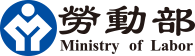 勞動部
Ministry of Labor